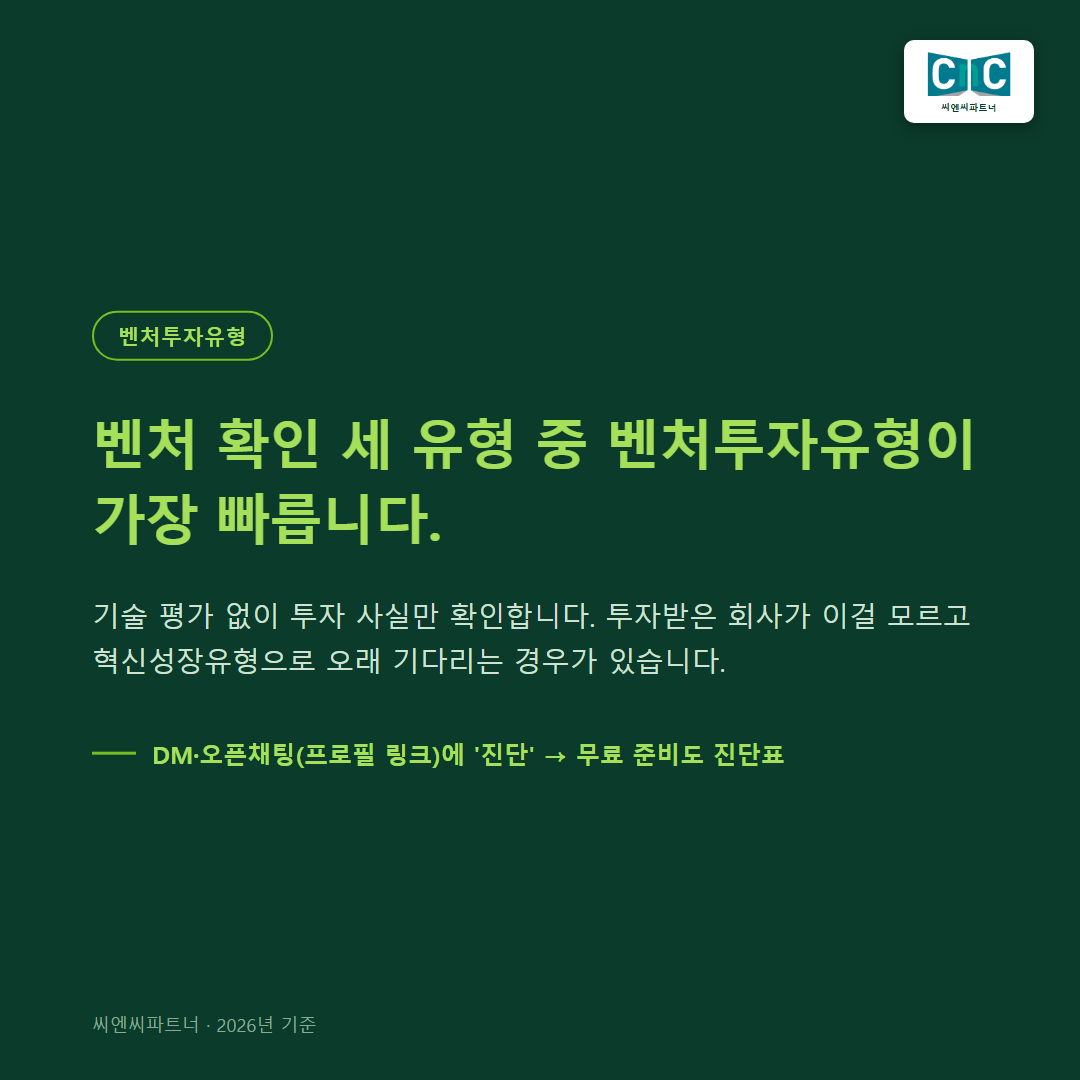 CnC
씨엔씨파트너
벤처투자유형
벤처 확인 세 유형 중 벤처투자유형이
가장 빠릅니다.
기술 평가 없이 투자 사실만 확인합니다. 투자받은 회사가 이걸 모르고
혁신성장유형으로 오래 기다리는 경우가 있습니다.
DM·오픈채팅(프로필 링크)에 '진단' → 무료 준비도 진단표
씨엔씨파트너 · 2026년 기준